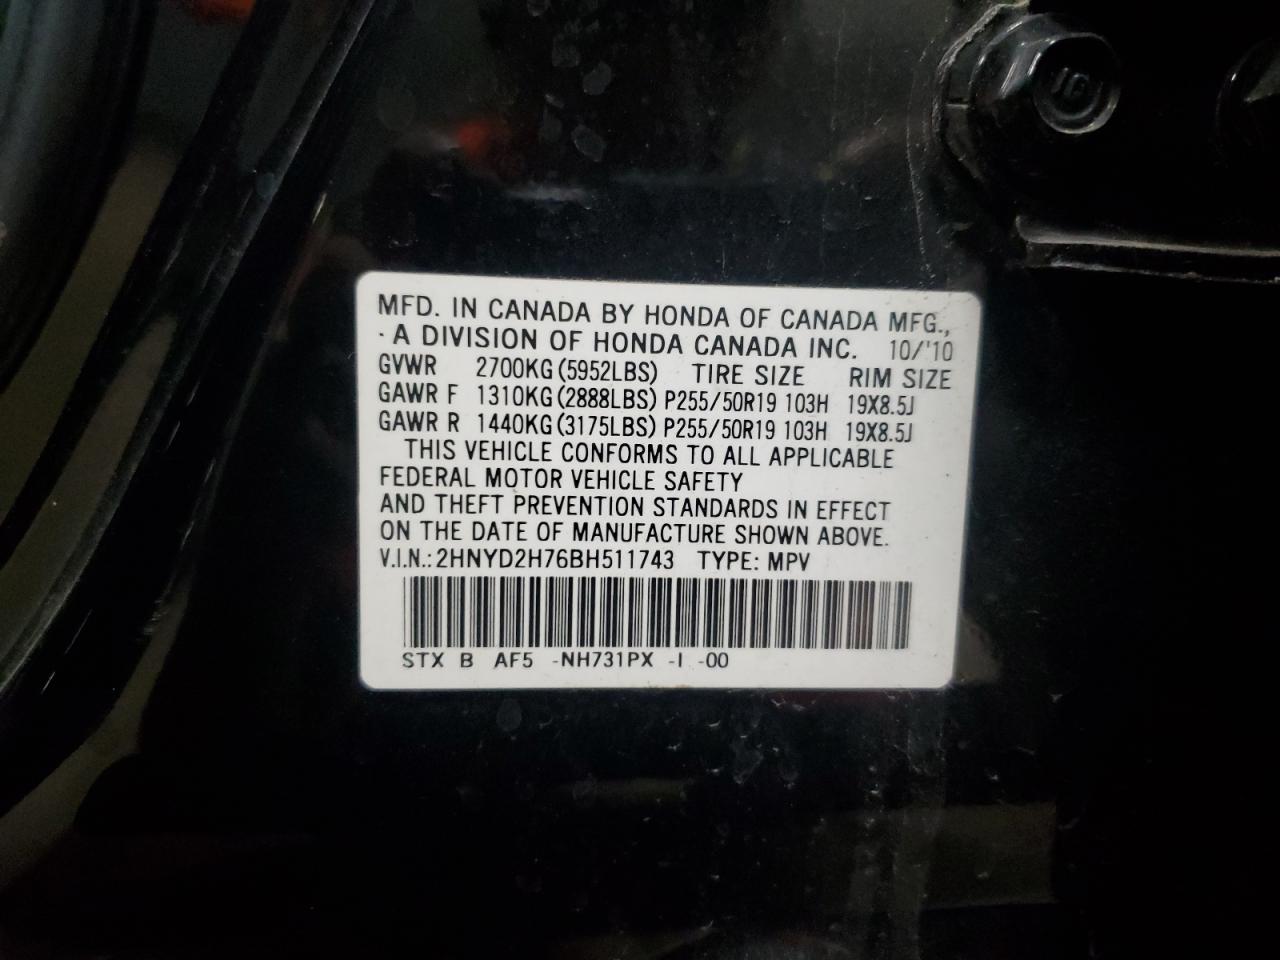 MFD. IN CANADA BY HONDA OF CANADA MFG.,
· A DIVISION OF HONDA CANADA INC. 10/'10
GVWR 2700KG (5952LBS) TIRE SIZE RIM SIZE
GAWR F 1310KG (2888LBS) P255/50R19 103H 19X8.5J
GAWR R 1440KG (3175LBS) P255/50R19 103H 19X8.5J
THIS VEHICLE CONFORMS TO ALL APPLICABLE
FEDERAL MOTOR VEHICLE SAFETY
AND THEFT PREVENTION STANDARDS IN EFFECT
ON THE DATE OF MANUFACTURE SHOWN ABOVE.
V.I.N.: 2HNYD2H76BH511743 TYPE: MPV
STX B AF5 -NH731PX -I -00